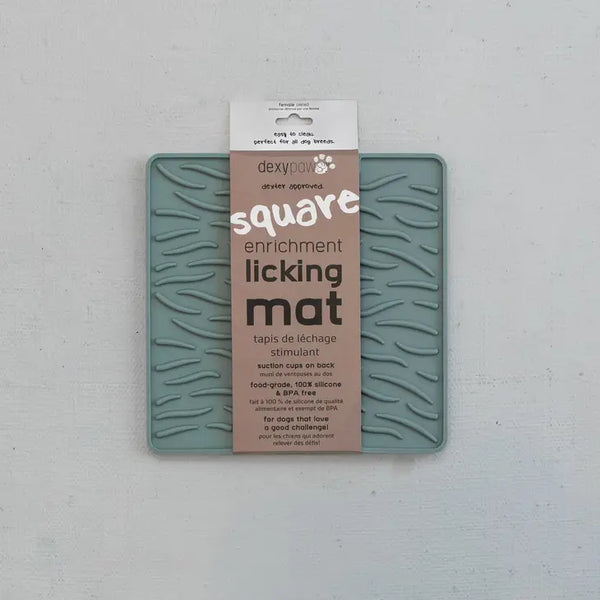 female owned
easy to clean.
perfect for all dog breeds.
dexypaws
dexter approved.
square
enrichment
licking
mat
tapis de léchage
stimulant
suction cups on back
muni de ventouses au dos
food-grade, 100% silicone
& BPA free
fait à 100 % de silicone de qualité
alimentaire et exempt de BPA
for dogs that love
a good challenge!
pour les chiens qui adorent
relever des défis!